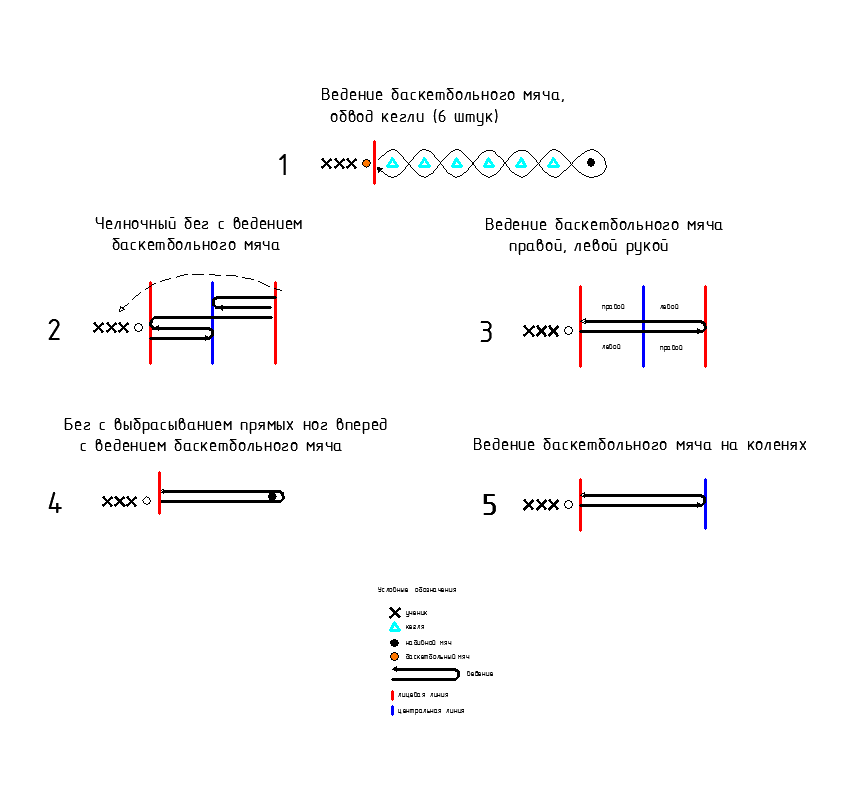 Ведение баскетбольного мяча,
обвод кегли (6 штук)
1
Челночный бег с ведением
баскетбольного мяча
2
Ведение баскетбольного мяча
правой, левой рукой
3
правой левой
левой правой
Бег с выбрасыванием прямых ног вперед
с ведением баскетбольного мяча
4
Ведение баскетбольного мяча на коленях
5
Условные обозначения
ученик
кегля
набивной мяч
баскетбольный мяч
ведение
лицевая линия
центральная линия